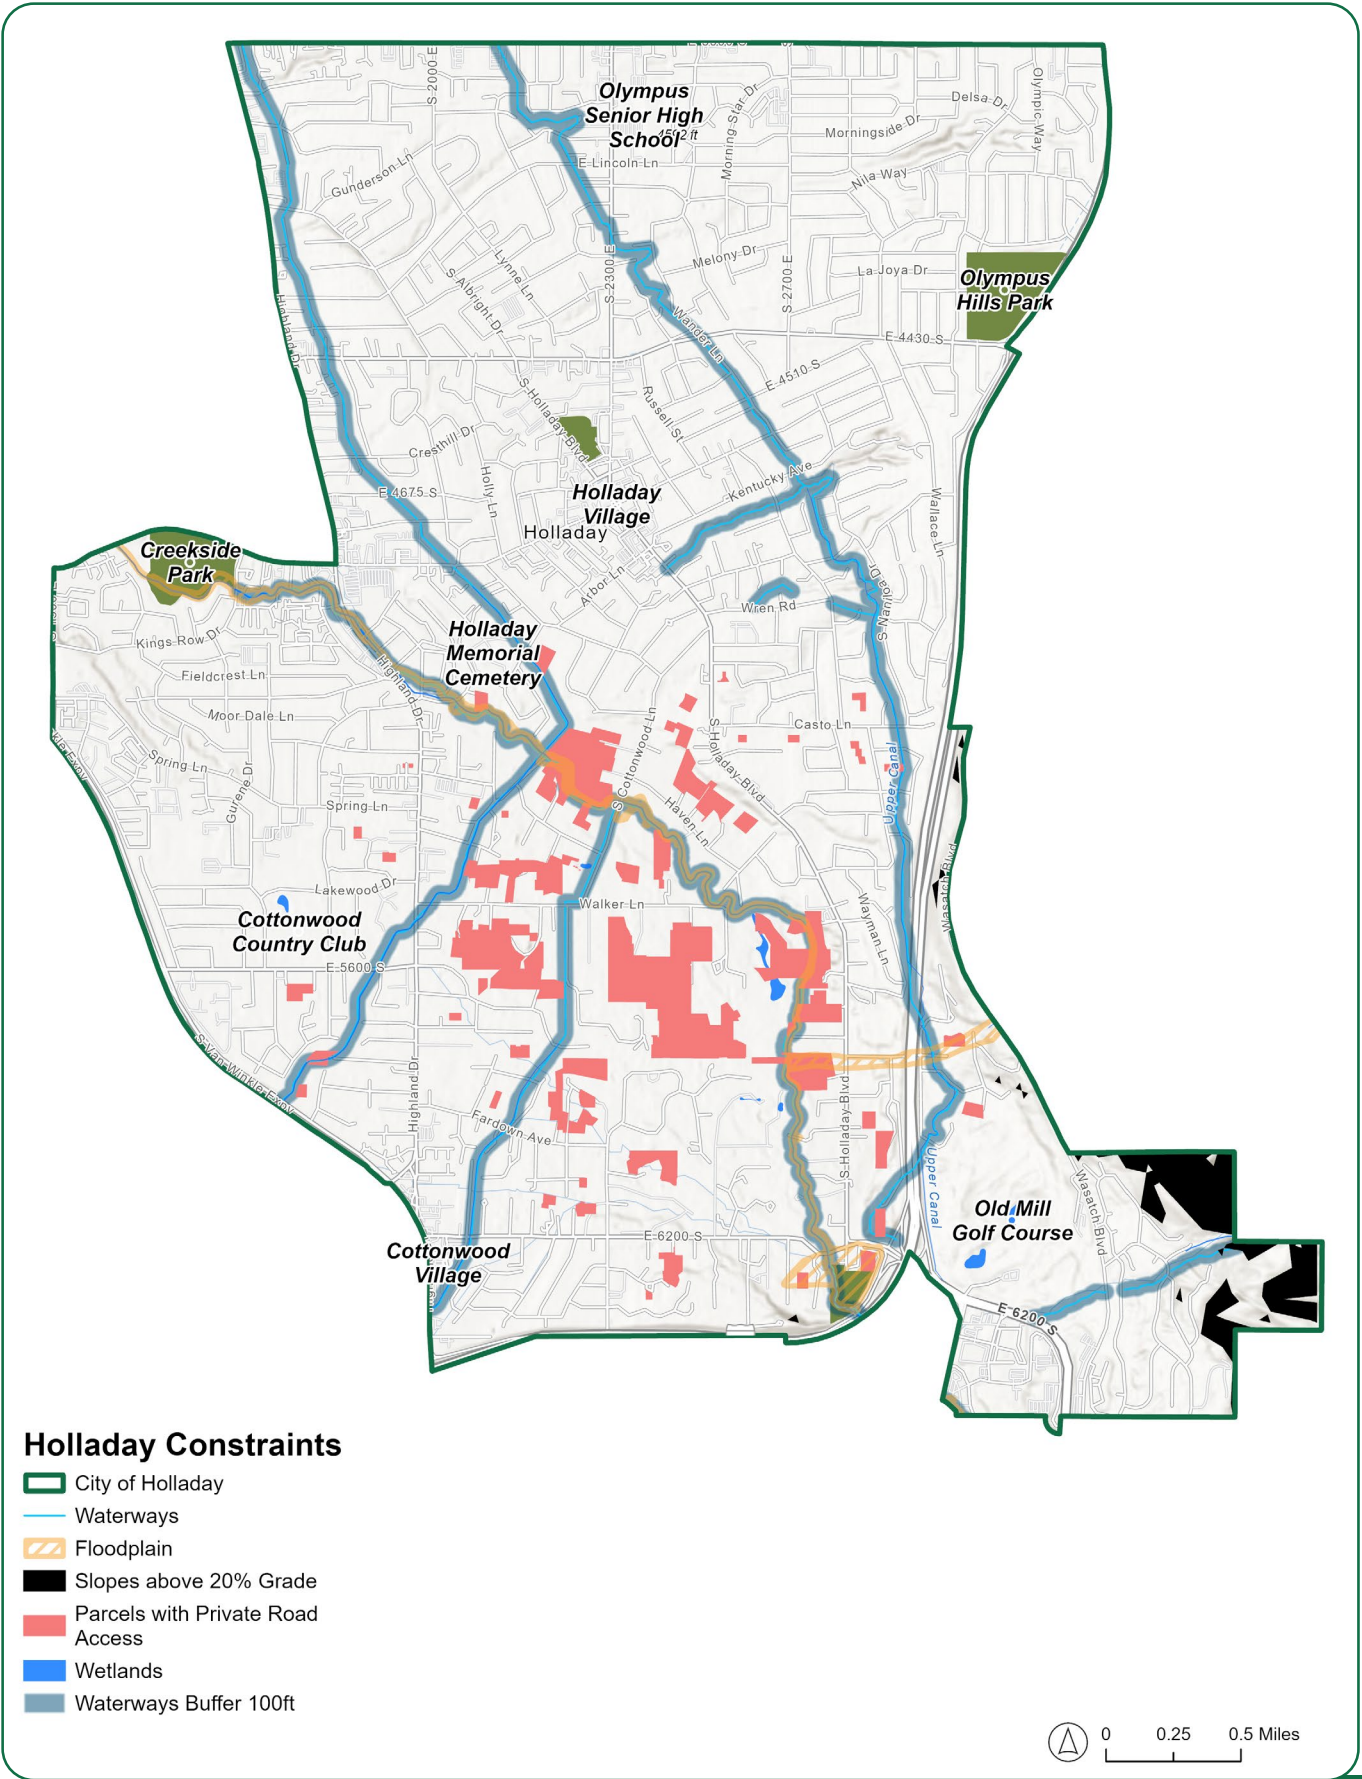 S 2000 E
Olympus
Senior High
School
E Lincoln Ln
Morning Star Dr
Delsa Dr
Olympic Way
Morningside Dr
Nila Way
Gunderson Ln
Lynne Ln
S Albright Dr
S 2300 E
Melony Dr
S 2700 E
La Joya Dr
Olympus
Hills Park
Highland Dr
Wander Ln
E 4430 S
E 4510 S
S Holladay Blvd
Russell St
Cresthill Dr
Holly Ln
E 4675 S
Kentucky Ave
Wallace Ln
Holladay
Village
Holladay
Creekside
Park
Arbor Ln
Wren Rd
S Nanioa Dr
Kings Row Dr
Holladay
Memorial
Cemetery
Fieldcrest Ln
Highland Dr
Moor Dale Ln
S Cottonwood Ln
S Holladay Blvd
Casto Ln
Spring Ln
Gurene Dr
Upper Canal
Spring Ln
Haven Ln
Wasatch Blvd
Lakewood Dr
Walker Ln
Wayman Ln
Cottonwood
Country Club
E 5600 S
S Van Winkle Expy
Highland Dr
Fardown Ave
S Holladay Blvd
Upper Canal
Wasatch Blvd
Old Mill
Golf Course
E 6200 S
Cottonwood
Village
E 6200 S
Holladay Constraints
City of Holladay
Waterways
Floodplain
Slopes above 20% Grade
Parcels with Private Road
Access
Wetlands
Waterways Buffer 100ft
0 0.25 0.5 Miles